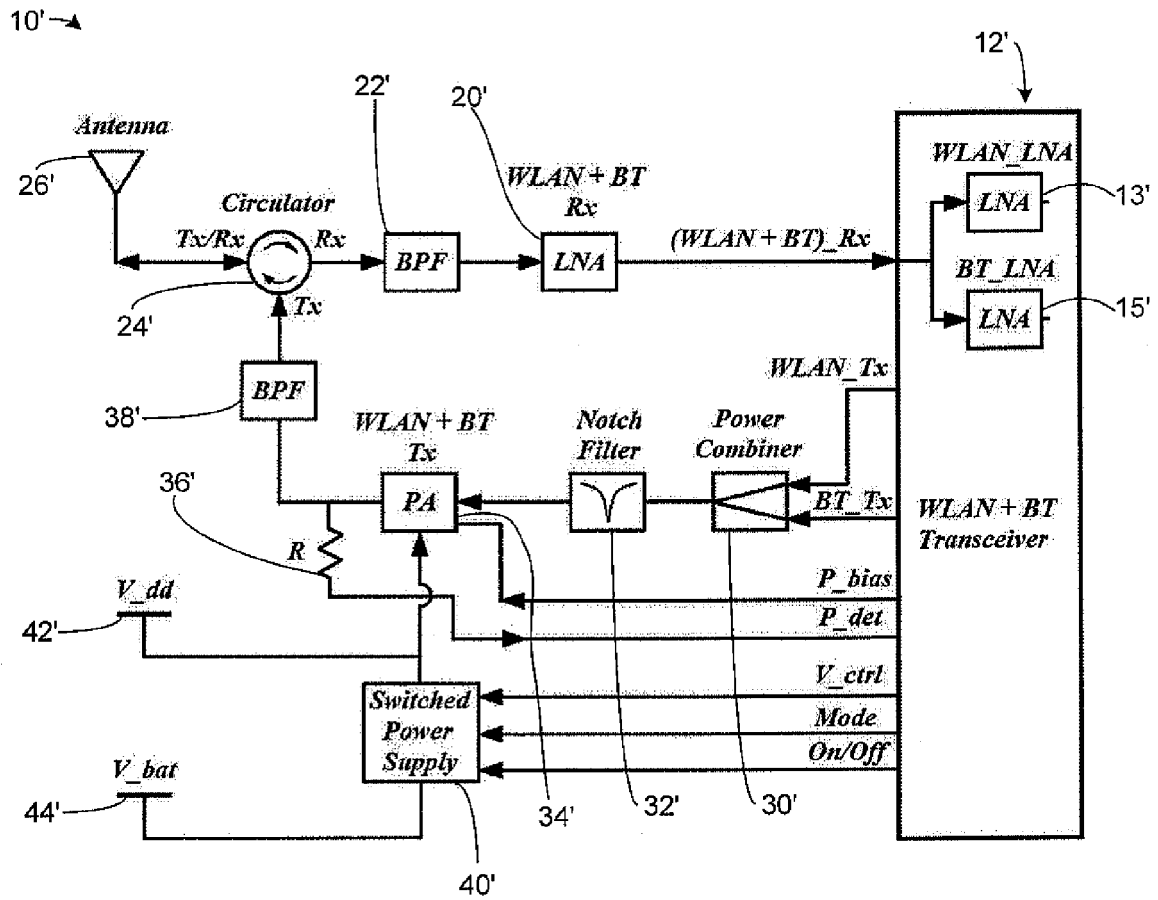 10'
12'
22'
20'
Antenna
26'
WLAN + BT
Rx
WLAN_LNA
LNA
13'
Circulator
Tx/Rx
Rx
BPF
LNA
(WLAN + BT)_Rx
BT_LNA
LNA
15'
24'
Tx
BPF
38'
WLAN_Tx
WLAN + BT
Tx
Notch
Filter
Power
Combiner
36'
PA
BT_Tx
WLAN + BT
Transceiver
R
P_bias
P_det
V_dd
42'
V_ctrl
Mode
On/Off
Switched
Power
Supply
V_bat
44'
34'
32'
30'
40'